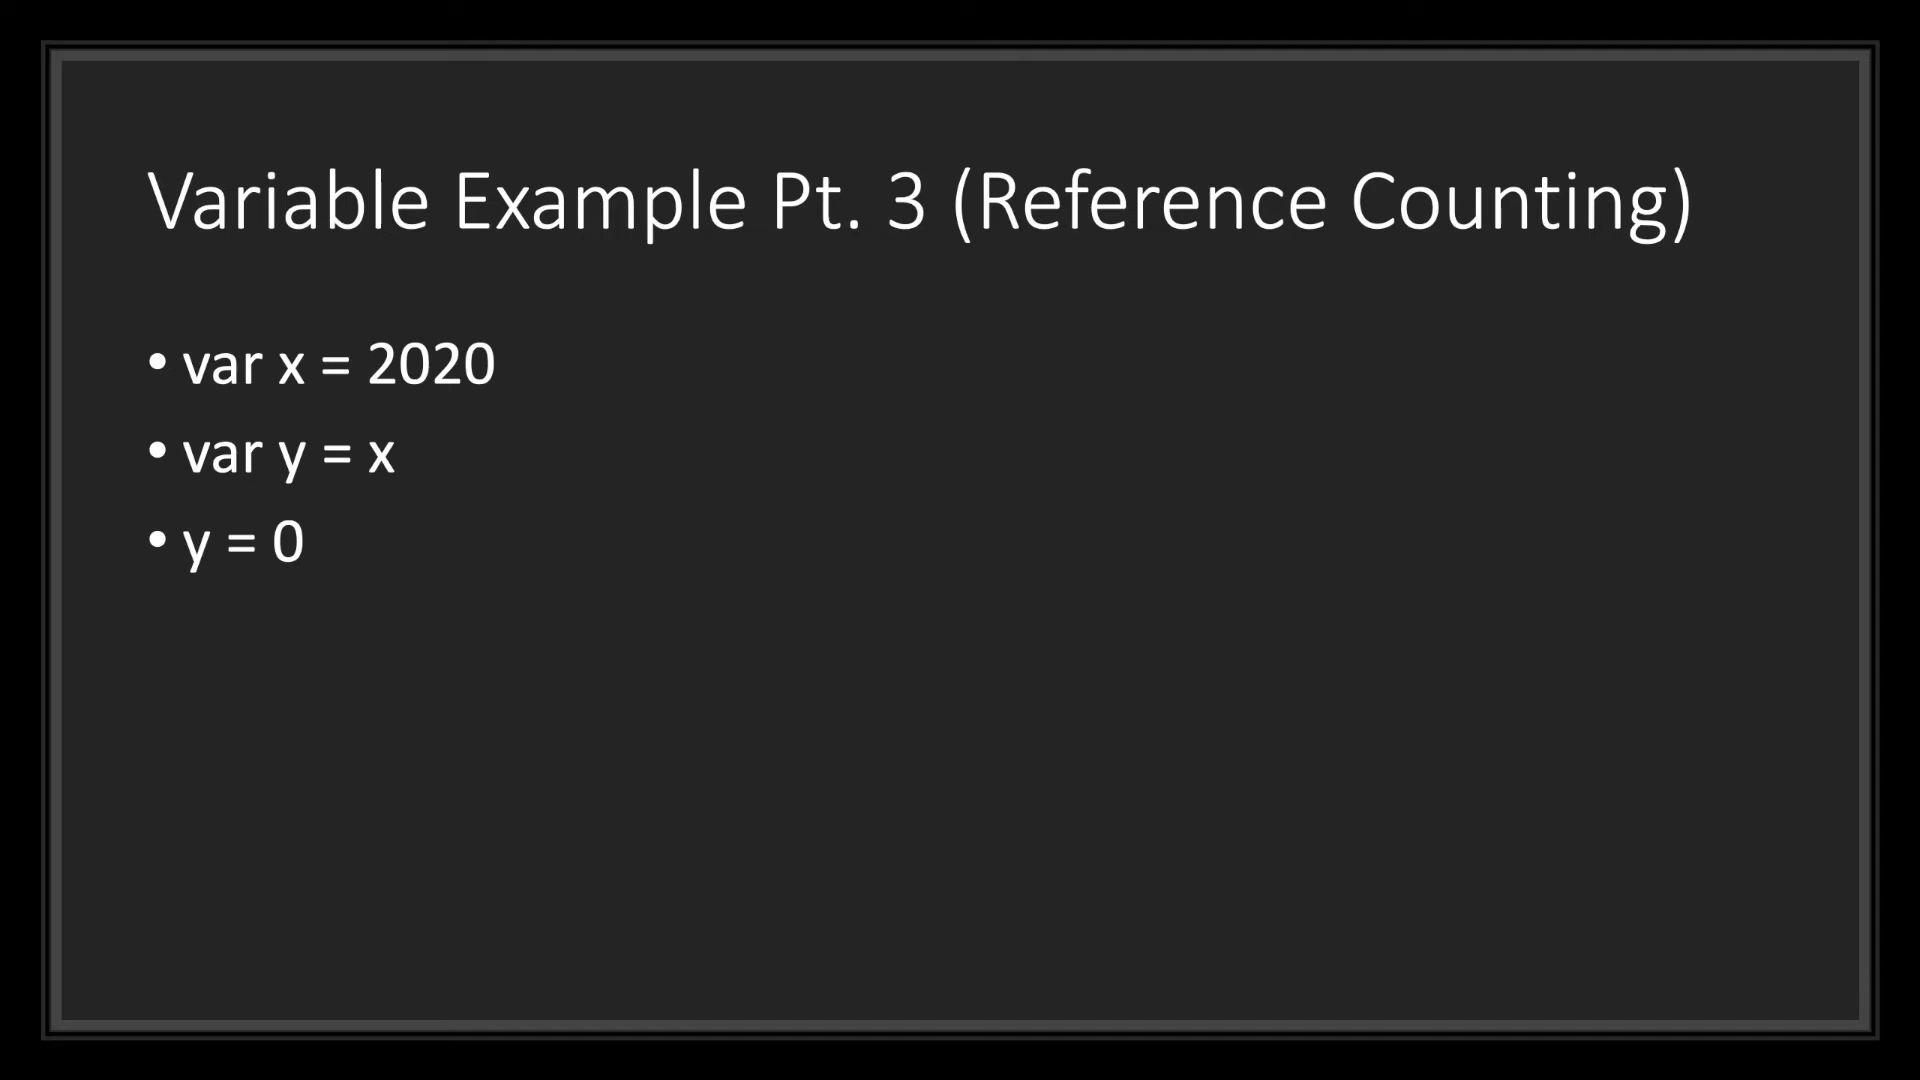 Variable Example Pt. 3 (Reference Counting)
• var x = 2020
• var y = x
• y = 0